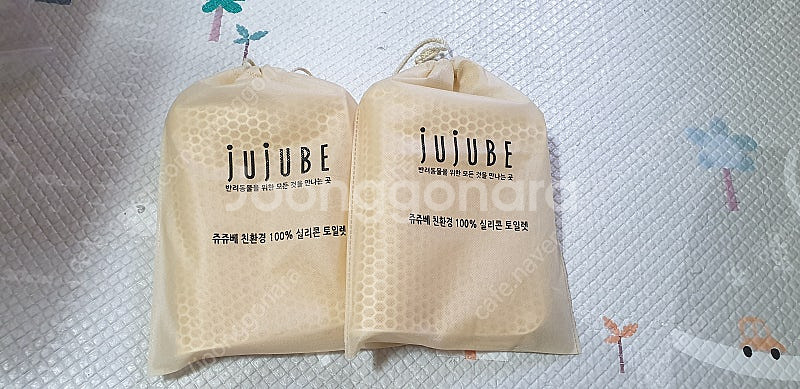 jujUBE
반려동물을 위한 모든 것을 만나는 곳
쥬쥬베 친환경 100% 실리콘 토일렛
jujUBE
반려동물을 위한 모든 것을 만나는 곳
쥬쥬베 친환경 100% 실리콘 토일렛
joonggonara
cafe.naver